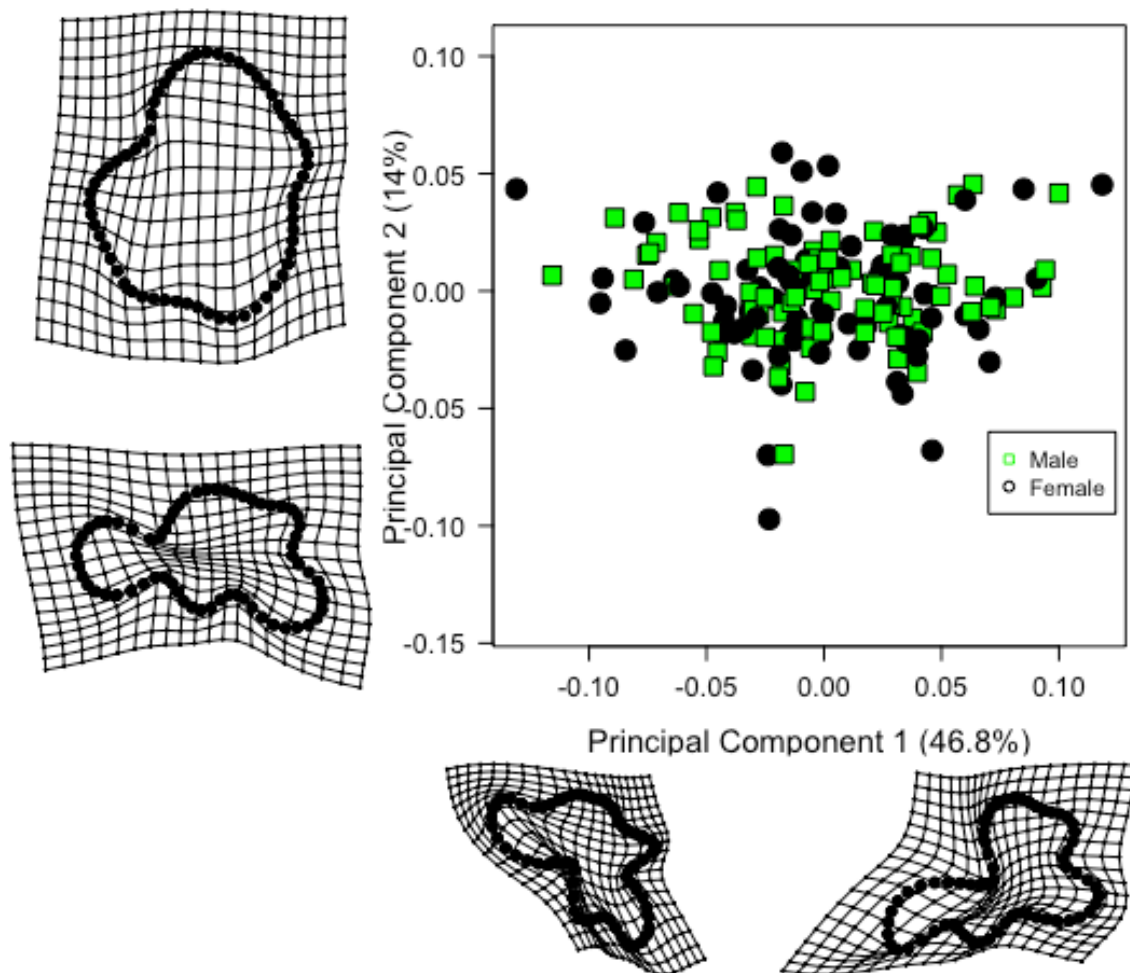 0.10
0.05
0.00
-0.05
-0.10
-0.15
Principal Component 2 (14%)
Male
Female
-0.10 -0.05 0.00 0.05 0.10
Principal Component 1 (46.8%)